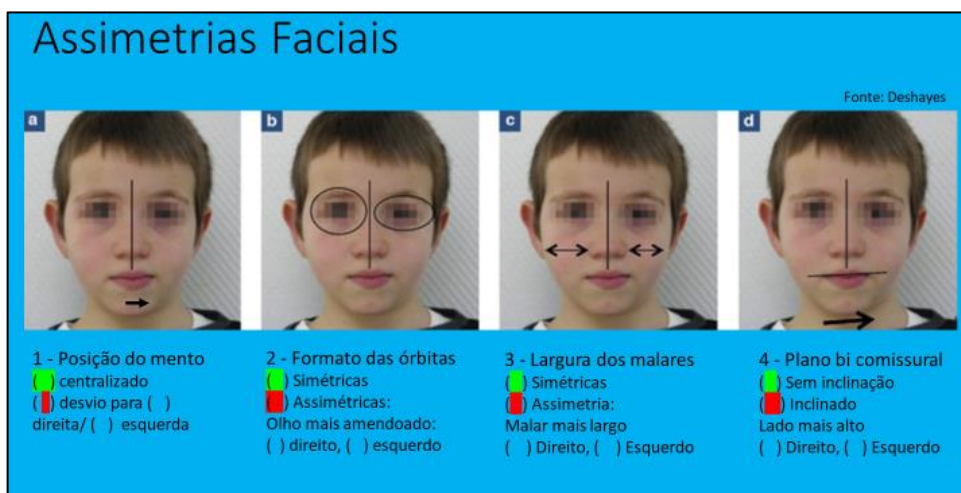 Assimetrias Faciais
Fonte: Deshayes
a
b
c
d
1 - Posição do mento
( ) centralizado
( ) desvio para ( )
direita/ ( ) esquerda
2 - Formato das órbitas
( ) Simétricas
( ) Assimétricas:
Olho mais amendoado:
( ) direito, ( ) esquerdo
3 - Largura dos malares
( ) Simétricas
( ) Assimetria:
Malar mais largo
( ) Direito, ( ) Esquerdo
4 - Plano bi comissural
( ) Sem inclinação
( ) Inclinado
Lado mais alto
( ) Direito, ( ) Esquerdo